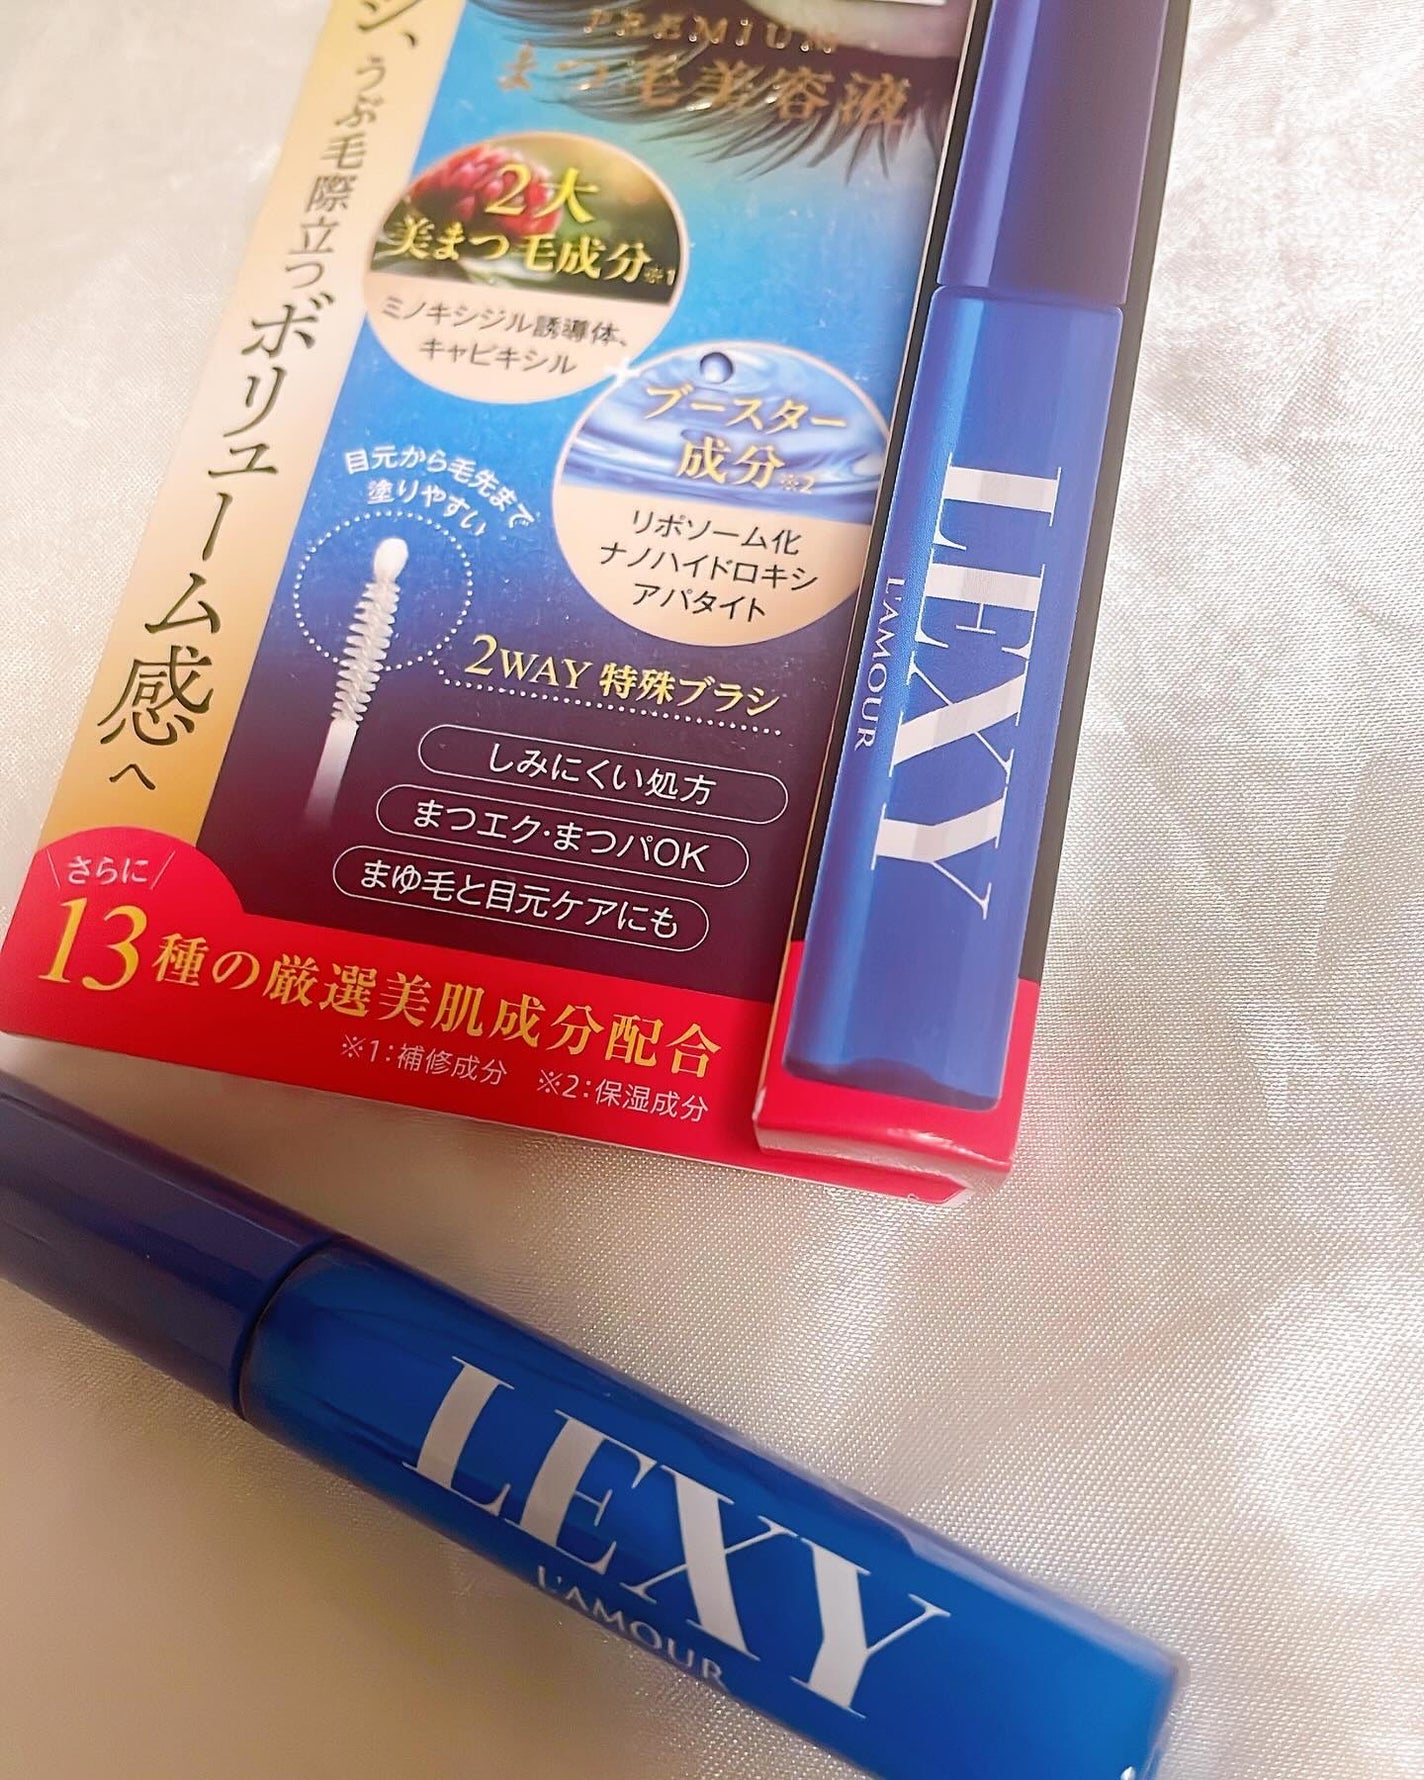 シ、うぶ毛際立つボリューム感へ
PREMIUM
まつ毛美容液
2大
美まつ毛成分※1
ミノキシジル誘導体、
キャピキシル
ブースター
成分※2
リポソーム化
ナノハイドロキシ
アパタイト
目元から毛先まで
塗りやすい
2WAY 特殊ブラシ
しみにくい処方
まつエク・まつパOK
まゆ毛と目元ケアにも
さらに
13種の厳選美肌成分配合
※1:補修成分 ※2:保湿成分
LEXY
L'AMOUR
LEXY
L'AMOUR